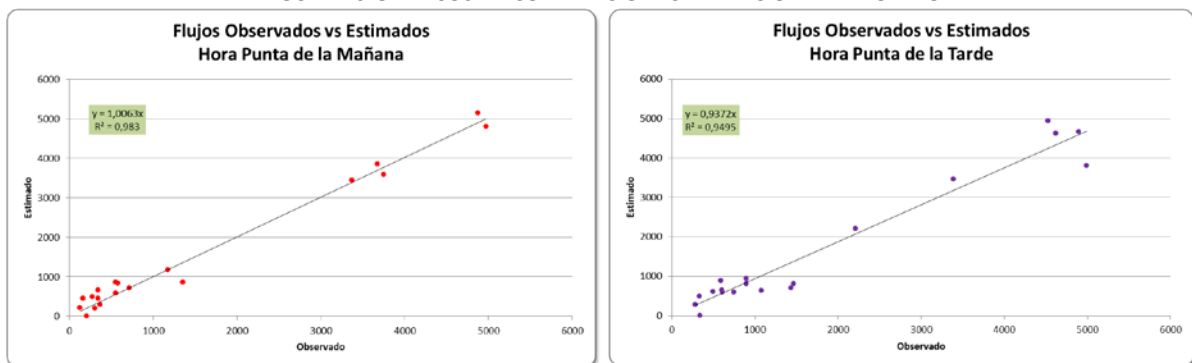 Flujos Observados vs Estimados
Hora Punta de la Mañana
6000
5000
4000
3000
2000
1000
0
Estimado
y = 1,0063x
R² = 0,983
0
1000
2000
3000
4000
5000
6000
Observado
Flujos Observados vs Estimados
Hora Punta de la Tarde
6000
5000
4000
3000
2000
1000
0
Estimado
y = 0,9372x
R² = 0,9495
0
1000
2000
3000
4000
5000
6000
Observado